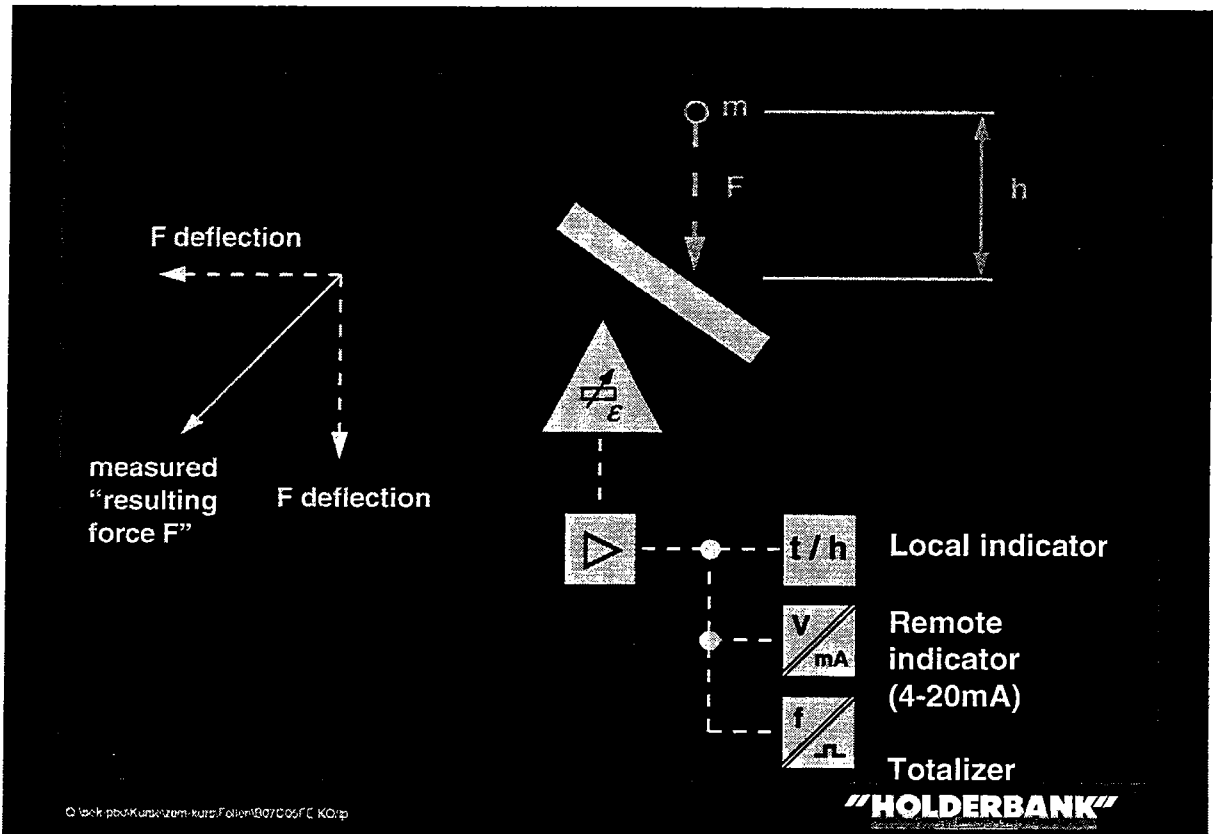 m
F
h
F deflection
ε
measured
“resulting
force F”
F deflection
t / h
Local indicator
V
mA
Remote
indicator
(4-20mA)
f
Totalizer
"HOLDERBANK"